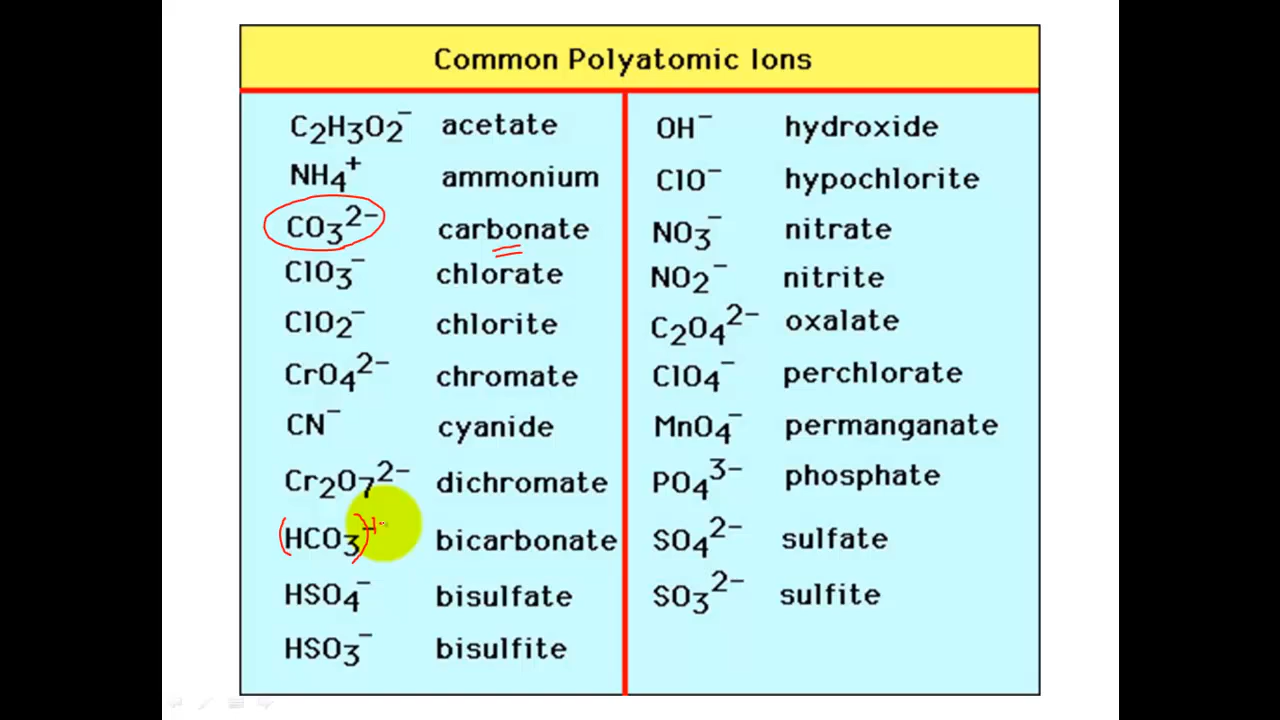 Common Polyatomic Ions
C2H3O2− acetate
NH4+ ammonium
CO32− carbonate
ClO3− chlorate
ClO2− chlorite
CrO42− chromate
CN− cyanide
Cr2O72− dichromate
(HCO3)− bicarbonate
HSO4− bisulfate
HSO3− bisulfite
OH− hydroxide
ClO− hypochlorite
NO3− nitrate
NO2− nitrite
C2O42− oxalate
ClO4− perchlorate
MnO4− permanganate
PO43− phosphate
SO42− sulfate
SO32− sulfite